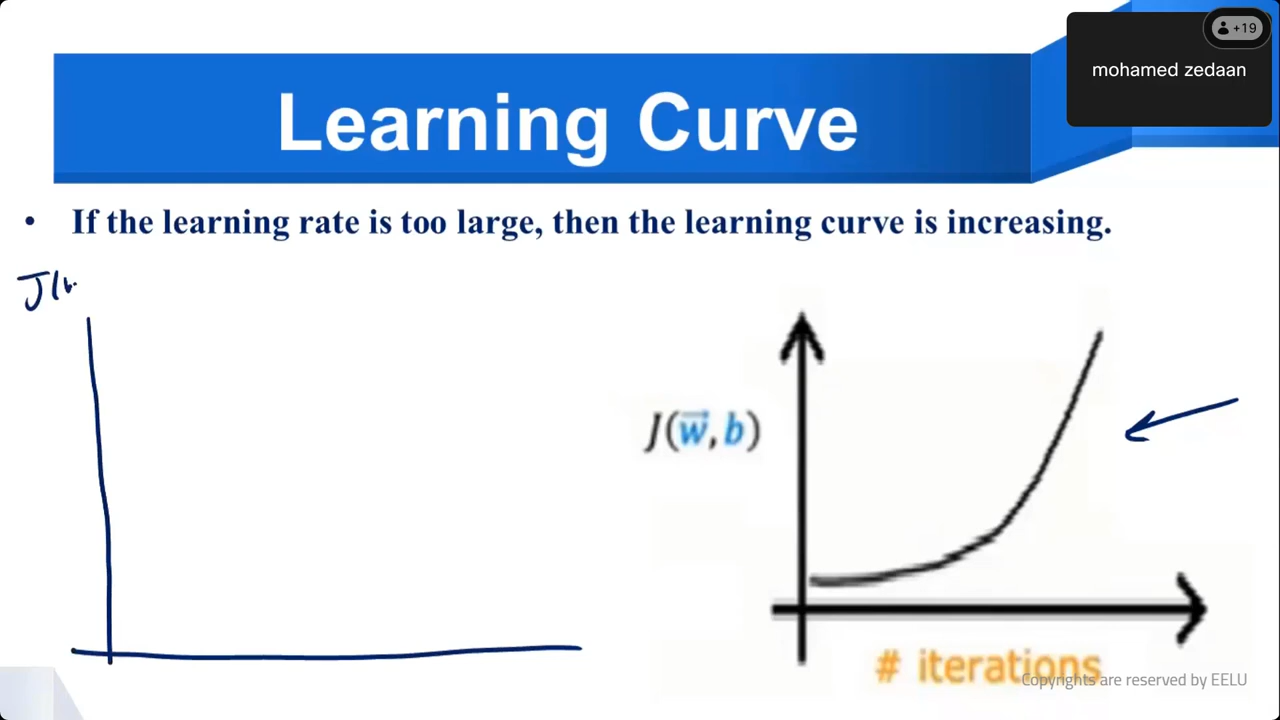 +19
mohamed zedaan
Learning Curve
• If the learning rate is too large, then the learning curve is increasing.
J(w⃗, b)
# iterations
Copyrights are reserved by EELU